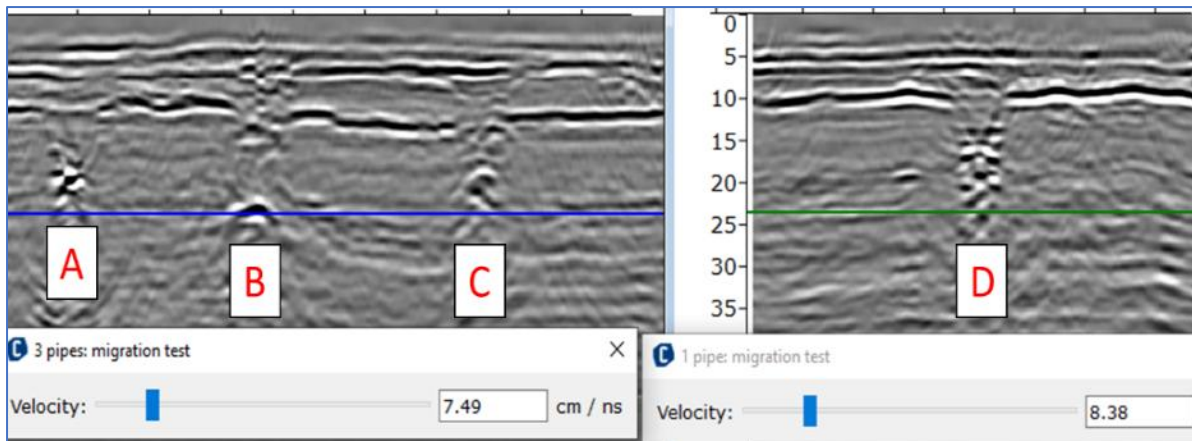 0
5-
10-
15-
20-
25-
30-
35-
A
B
C
D
C 3 pipes: migration test
Velocity:
7.49
cm / ns
C 1 pipe: migration test
Velocity:
8.38